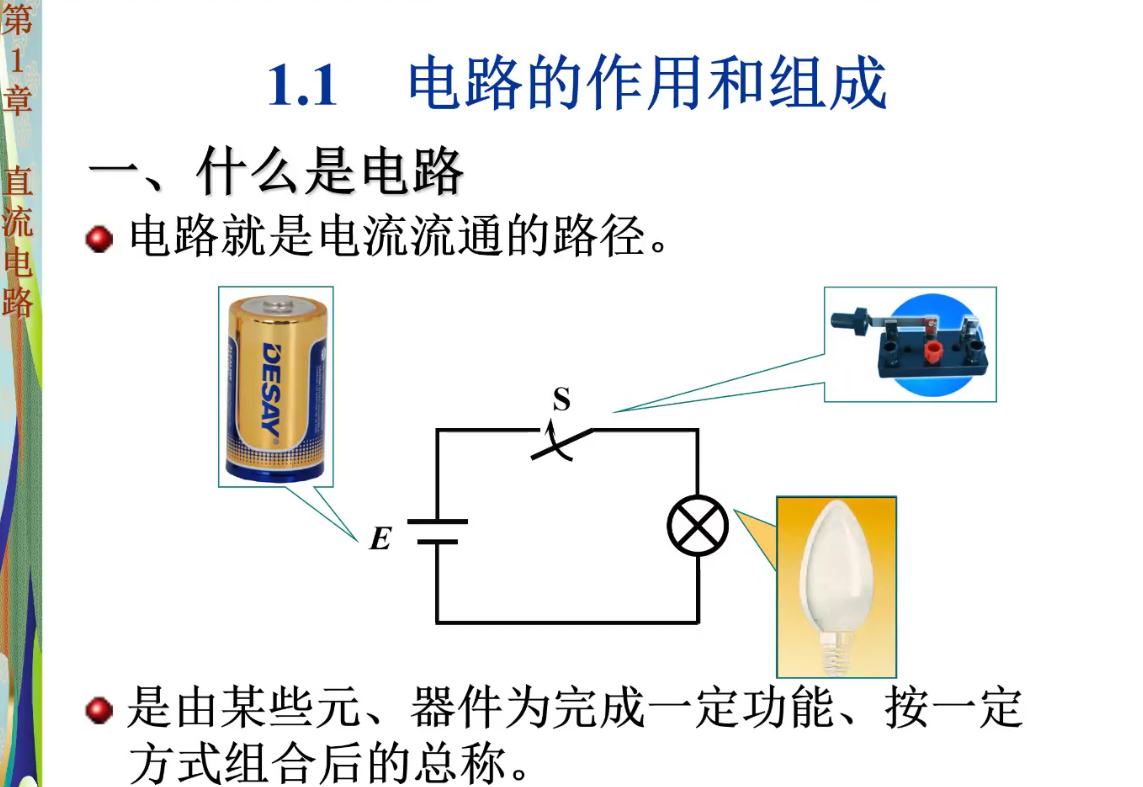 第1章 直流电路
1.1 电路的作用和组成
一、什么是电路
电路就是电流流通的路径。
DESAY
S
E
是由某些元、器件为完成一定功能、按一定
方式组合后的总称。